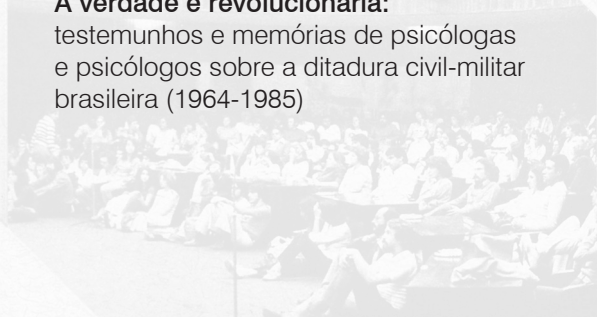 A verdade é revolucionária:
testemunhos e memórias de psicólogas
e psicólogos sobre a ditadura civil-militar
brasileira (1964-1985)